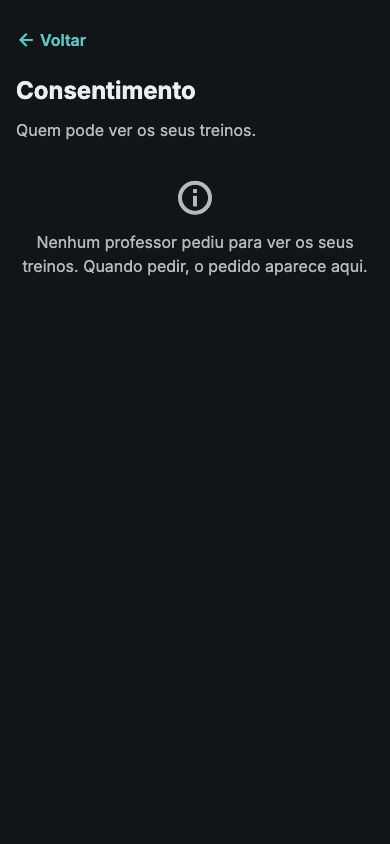 Voltar
Consentimento
Quem pode ver os seus treinos.
Nenhum professor pediu para ver os seus
treinos. Quando pedir, o pedido aparece aqui.